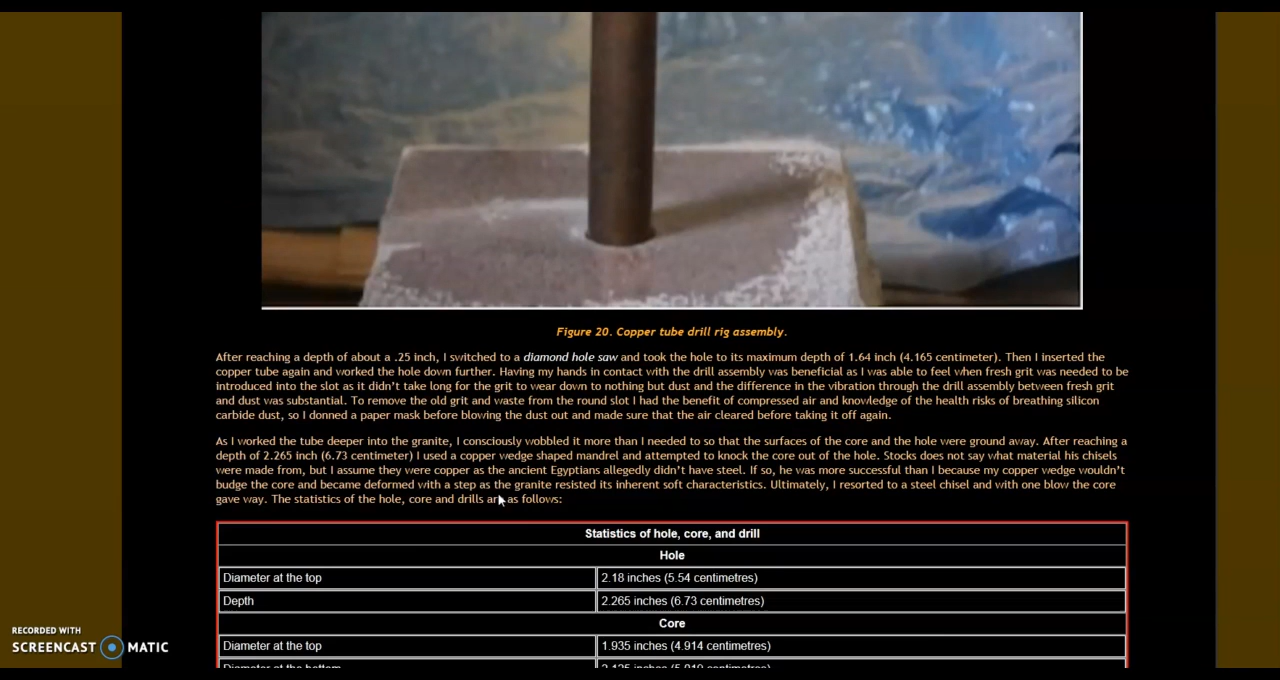 Figure 20. Copper tube drill rig assembly.
After reaching a depth of about a .25 inch, I switched to a diamond hole saw and took the hole to its maximum depth of 1.64 inch (4.165 centimeter). Then I inserted the
copper tube again and worked the hole down further. Having my hands in contact with the drill assembly was beneficial as I was able to feel when fresh grit was needed to be
introduced into the slot as it didn't take long for the grit to wear down to nothing but dust and the difference in the vibration through the drill assembly between fresh grit
and dust was substantial. To remove the old grit and waste from the round slot I had the benefit of compressed air and knowledge of the health risks of breathing silicon
carbide dust, so I donned a paper mask before blowing the dust out and made sure that the air cleared before taking it off again.
As I worked the tube deeper into the granite, I consciously wobbled it more than I needed to so that the surfaces of the core and the hole were ground away. After reaching a
depth of 2.265 inch (6.73 centimeter) I used a copper wedge shaped mandrel and attempted to knock the core out of the hole. Stocks does not say what material his chisels
were made from, but I assume they were copper as the ancient Egyptians allegedly didn't have steel. If so, he was more successful than I because my copper wedge wouldn't
budge the core and became deformed with a step as the granite resisted its inherent soft characteristics. Ultimately, I resorted to a steel chisel and with one blow the core
gave way. The statistics of the hole, core and drills are as follows:
Statistics of hole, core, and drill
Hole
Diameter at the top 2.18 inches (5.54 centimetres)
Depth 2.265 inches (6.73 centimetres)
Core
Diameter at the top 1.935 inches (4.914 centimetres)
Diameter at the bottom
RECORDED WITH
SCREENCAST MATIC